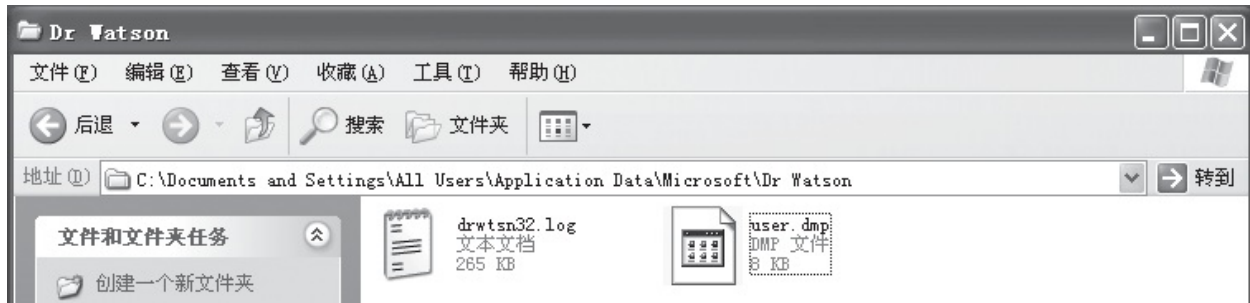 Dr Watson
文件(F) 编辑(E) 查看(V) 收藏(A) 工具(T) 帮助(H)
后退 搜索 文件夹
地址(D) C:\Documents and Settings\All Users\Application Data\Microsoft\Dr Watson 转到
文件和文件夹任务
创建一个新文件夹
drwtsn32.log
文本文档
265 KB
user.dmp
DMP 文件
8 KB